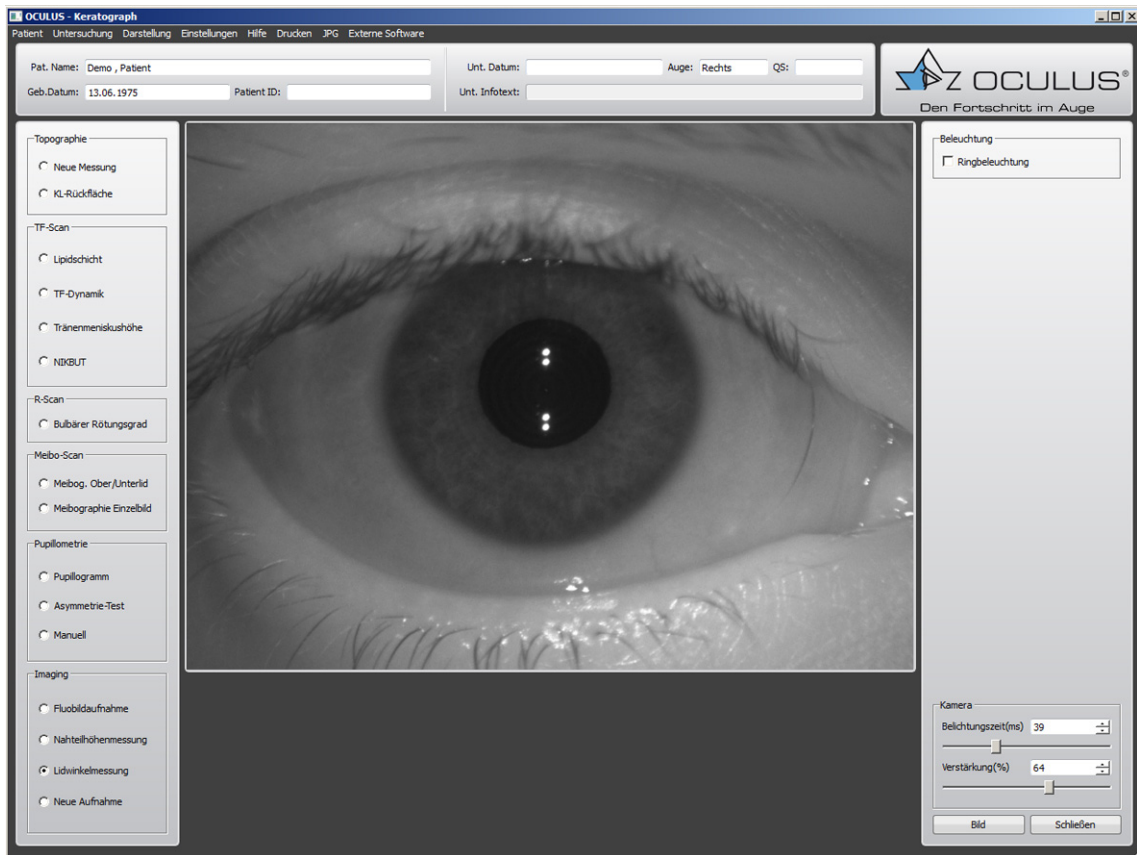 OCULUS - Keratograph
Patient Untersuchung Darstellung Einstellungen Hilfe Drucken JPG Externe Software
Pat. Name: Demo , Patient Unt. Datum: Auge: Rechts QS:
Geb.Datum: 13.06.1975 Patient ID: Unt. Infotext:
OCULUS®
Den Fortschritt im Auge
Topographie
Neue Messung
KL-Rückfläche
TF-Scan
Lipidschicht
TF-Dynamik
Tränenmeniskushöhe
NIKBUT
R-Scan
Bulbärer Rötungsgrad
Meibo-Scan
Meibog. Ober/Unterlid
Meibographie Einzelbild
Pupillometrie
Pupillogramm
Asymmetrie-Test
Manuell
Imaging
Fluobildaufnahme
Nahteilhöhenmessung
Lidwinkelmessung
Neue Aufnahme
Beleuchtung
Ringbeleuchtung
Kamera
Belichtungszeit(ms) 39
Verstärkung(%) 64
Bild Schließen